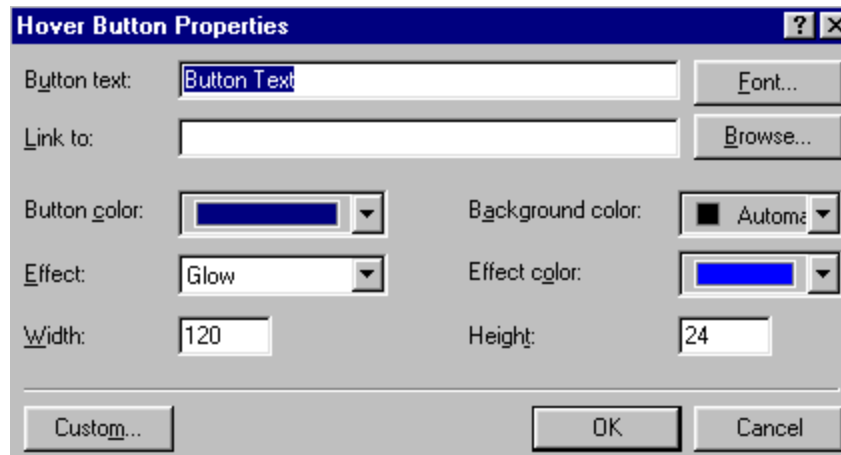 Hover Button Properties
Button text: Button Text Font...
Link to: Browse...
Button color: Background color: Automa
Effect: Glow Effect color:
Width: 120 Height: 24
Custom... OK Cancel